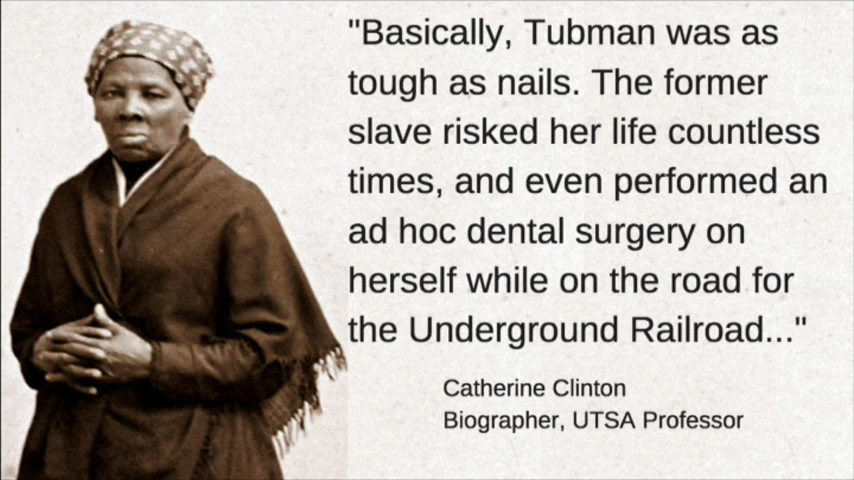 "Basically, Tubman was as
tough as nails. The former
slave risked her life countless
times, and even performed an
ad hoc dental surgery on
herself while on the road for
the Underground Railroad..."
Catherine Clinton
Biographer, UTSA Professor